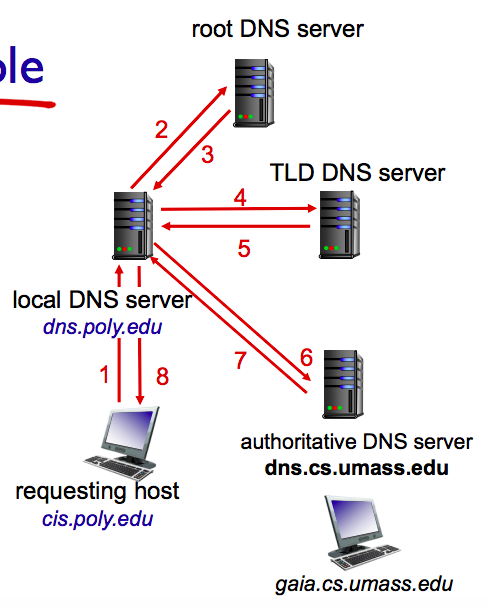 root DNS server
ple
2
3
TLD DNS server
4
5
local DNS server
dns.poly.edu
6
7
1
8
authoritative DNS server
dns.cs.umass.edu
requesting host
cis.poly.edu
gaia.cs.umass.edu